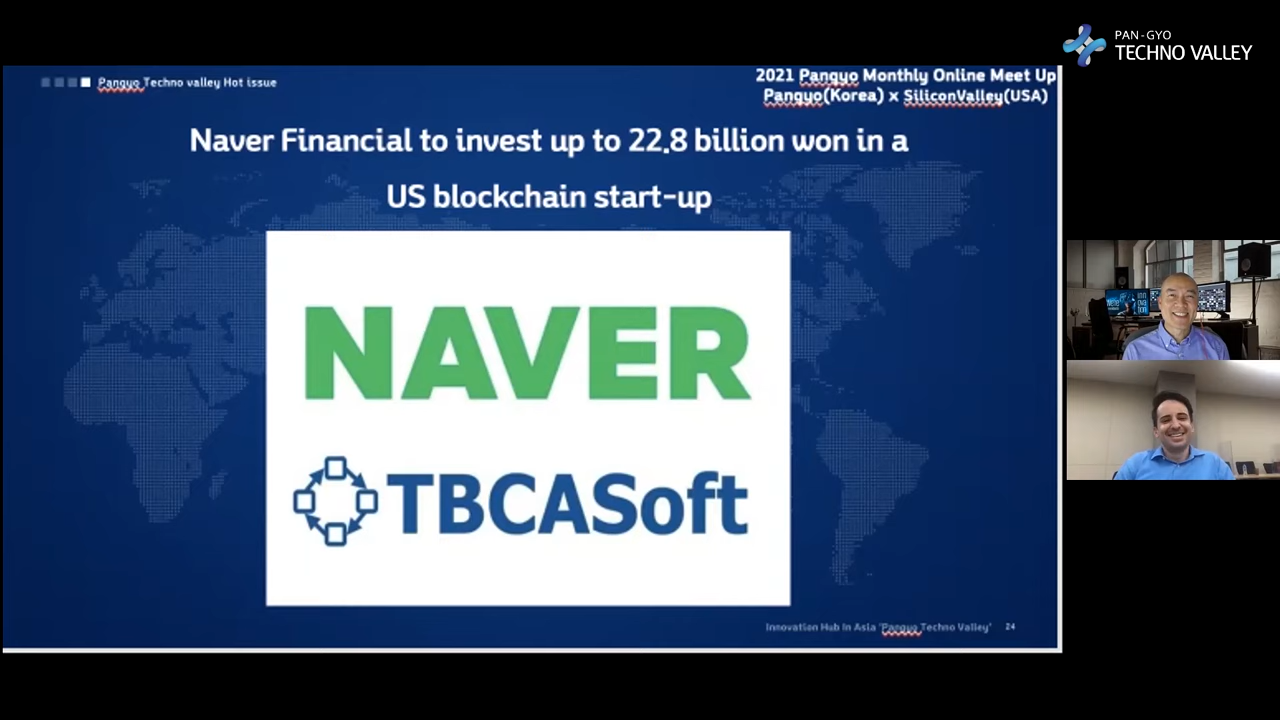 PAN-GYO
TECHNO VALLEY
Pangyo Techno valley Hot issue
2021 Pangyo Monthly Online Meet Up
Pangyo(Korea) x SiliconValley(USA)
Naver Financial to invest up to 22.8 billion won in a
US blockchain start-up
NAVER
TBCASoft
Innovation Hub in Asia 'Pangyo Techno Valley' 24